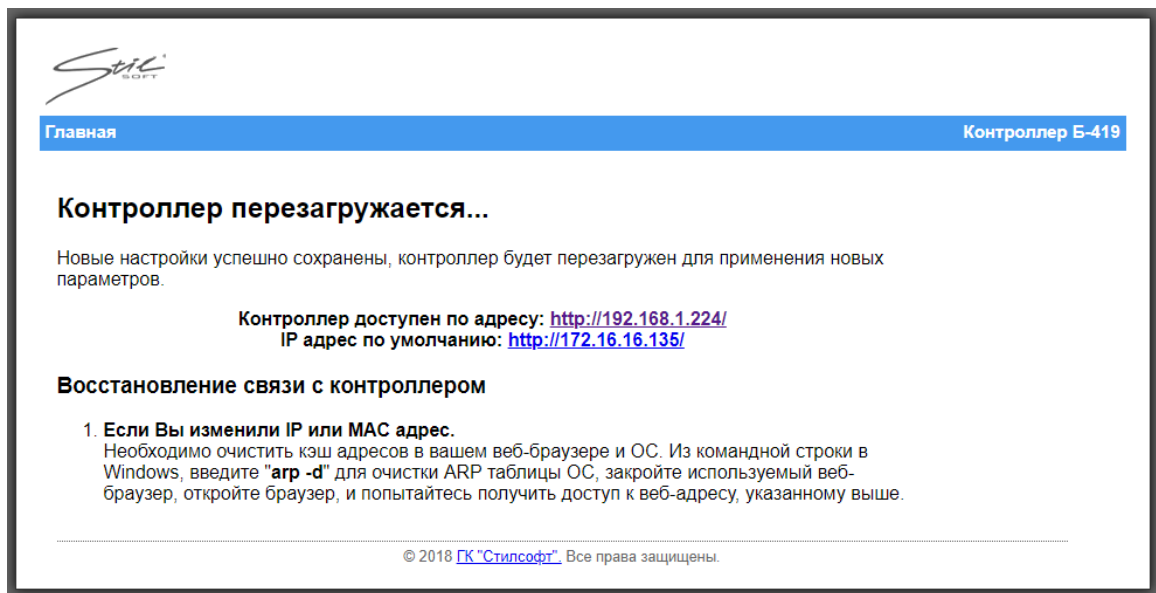 Stil
SOFT
Главная
Контроллер Б-419
Контроллер перезагружается...
Новые настройки успешно сохранены, контроллер будет перезагружен для применения новых
параметров.
Контроллер доступен по адресу: http://192.168.1.224/
IP адрес по умолчанию: http://172.16.16.135/
Восстановление связи с контроллером
1. Если Вы изменили IP или MAC адрес.
Необходимо очистить кэш адресов в вашем веб-браузере и ОС. Из командной строки в
Windows, введите "arp -d" для очистки ARP таблицы ОС, закройте используемый веб-
браузер, откройте браузер, и попытайтесь получить доступ к веб-адресу, указанному выше.
© 2018 ГК "Стилсофт". Все права защищены.